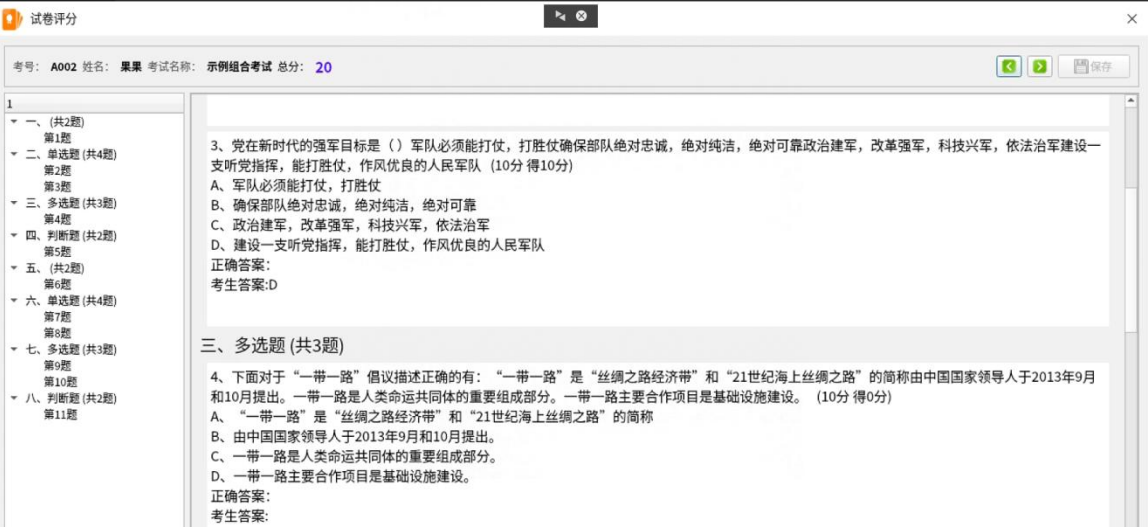 试卷评分
考号： A002 姓名： 果果 考试名称： 示例组合考试 总分： 20
保存
1
一、 (共2题)
第1题
二、单选题 (共4题)
第2题
第3题
三、多选题 (共3题)
第4题
四、判断题 (共2题)
第5题
五、 (共2题)
第6题
六、单选题 (共4题)
第7题
第8题
七、多选题 (共3题)
第9题
第10题
八、判断题 (共2题)
第11题
3、党在新时代的强军目标是（ ）军队必须能打仗，打胜仗确保部队绝对忠诚，绝对纯洁，绝对可靠政治建军，改革强军，科技兴军，依法治军建设一
支听党指挥，能打胜仗，作风优良的人民军队 (10分 得10分)
A、军队必须能打仗，打胜仗
B、确保部队绝对忠诚，绝对纯洁，绝对可靠
C、政治建军，改革强军，科技兴军，依法治军
D、建设一支听党指挥，能打胜仗，作风优良的人民军队
正确答案:
考生答案:D
三、多选题 (共3题)
4、下面对于“一带一路”倡议描述正确的有：“一带一路”是“丝绸之路经济带”和“21世纪海上丝绸之路”的简称由中国国家领导人于2013年9月
和10月提出。一带一路是人类命运共同体的重要组成部分。一带一路主要合作项目是基础设施建设。 (10分 得0分)
A、“一带一路”是“丝绸之路经济带”和“21世纪海上丝绸之路”的简称
B、由中国国家领导人于2013年9月和10月提出。
C、一带一路是人类命运共同体的重要组成部分。
D、一带一路主要合作项目是基础设施建设。
正确答案:
考生答案: